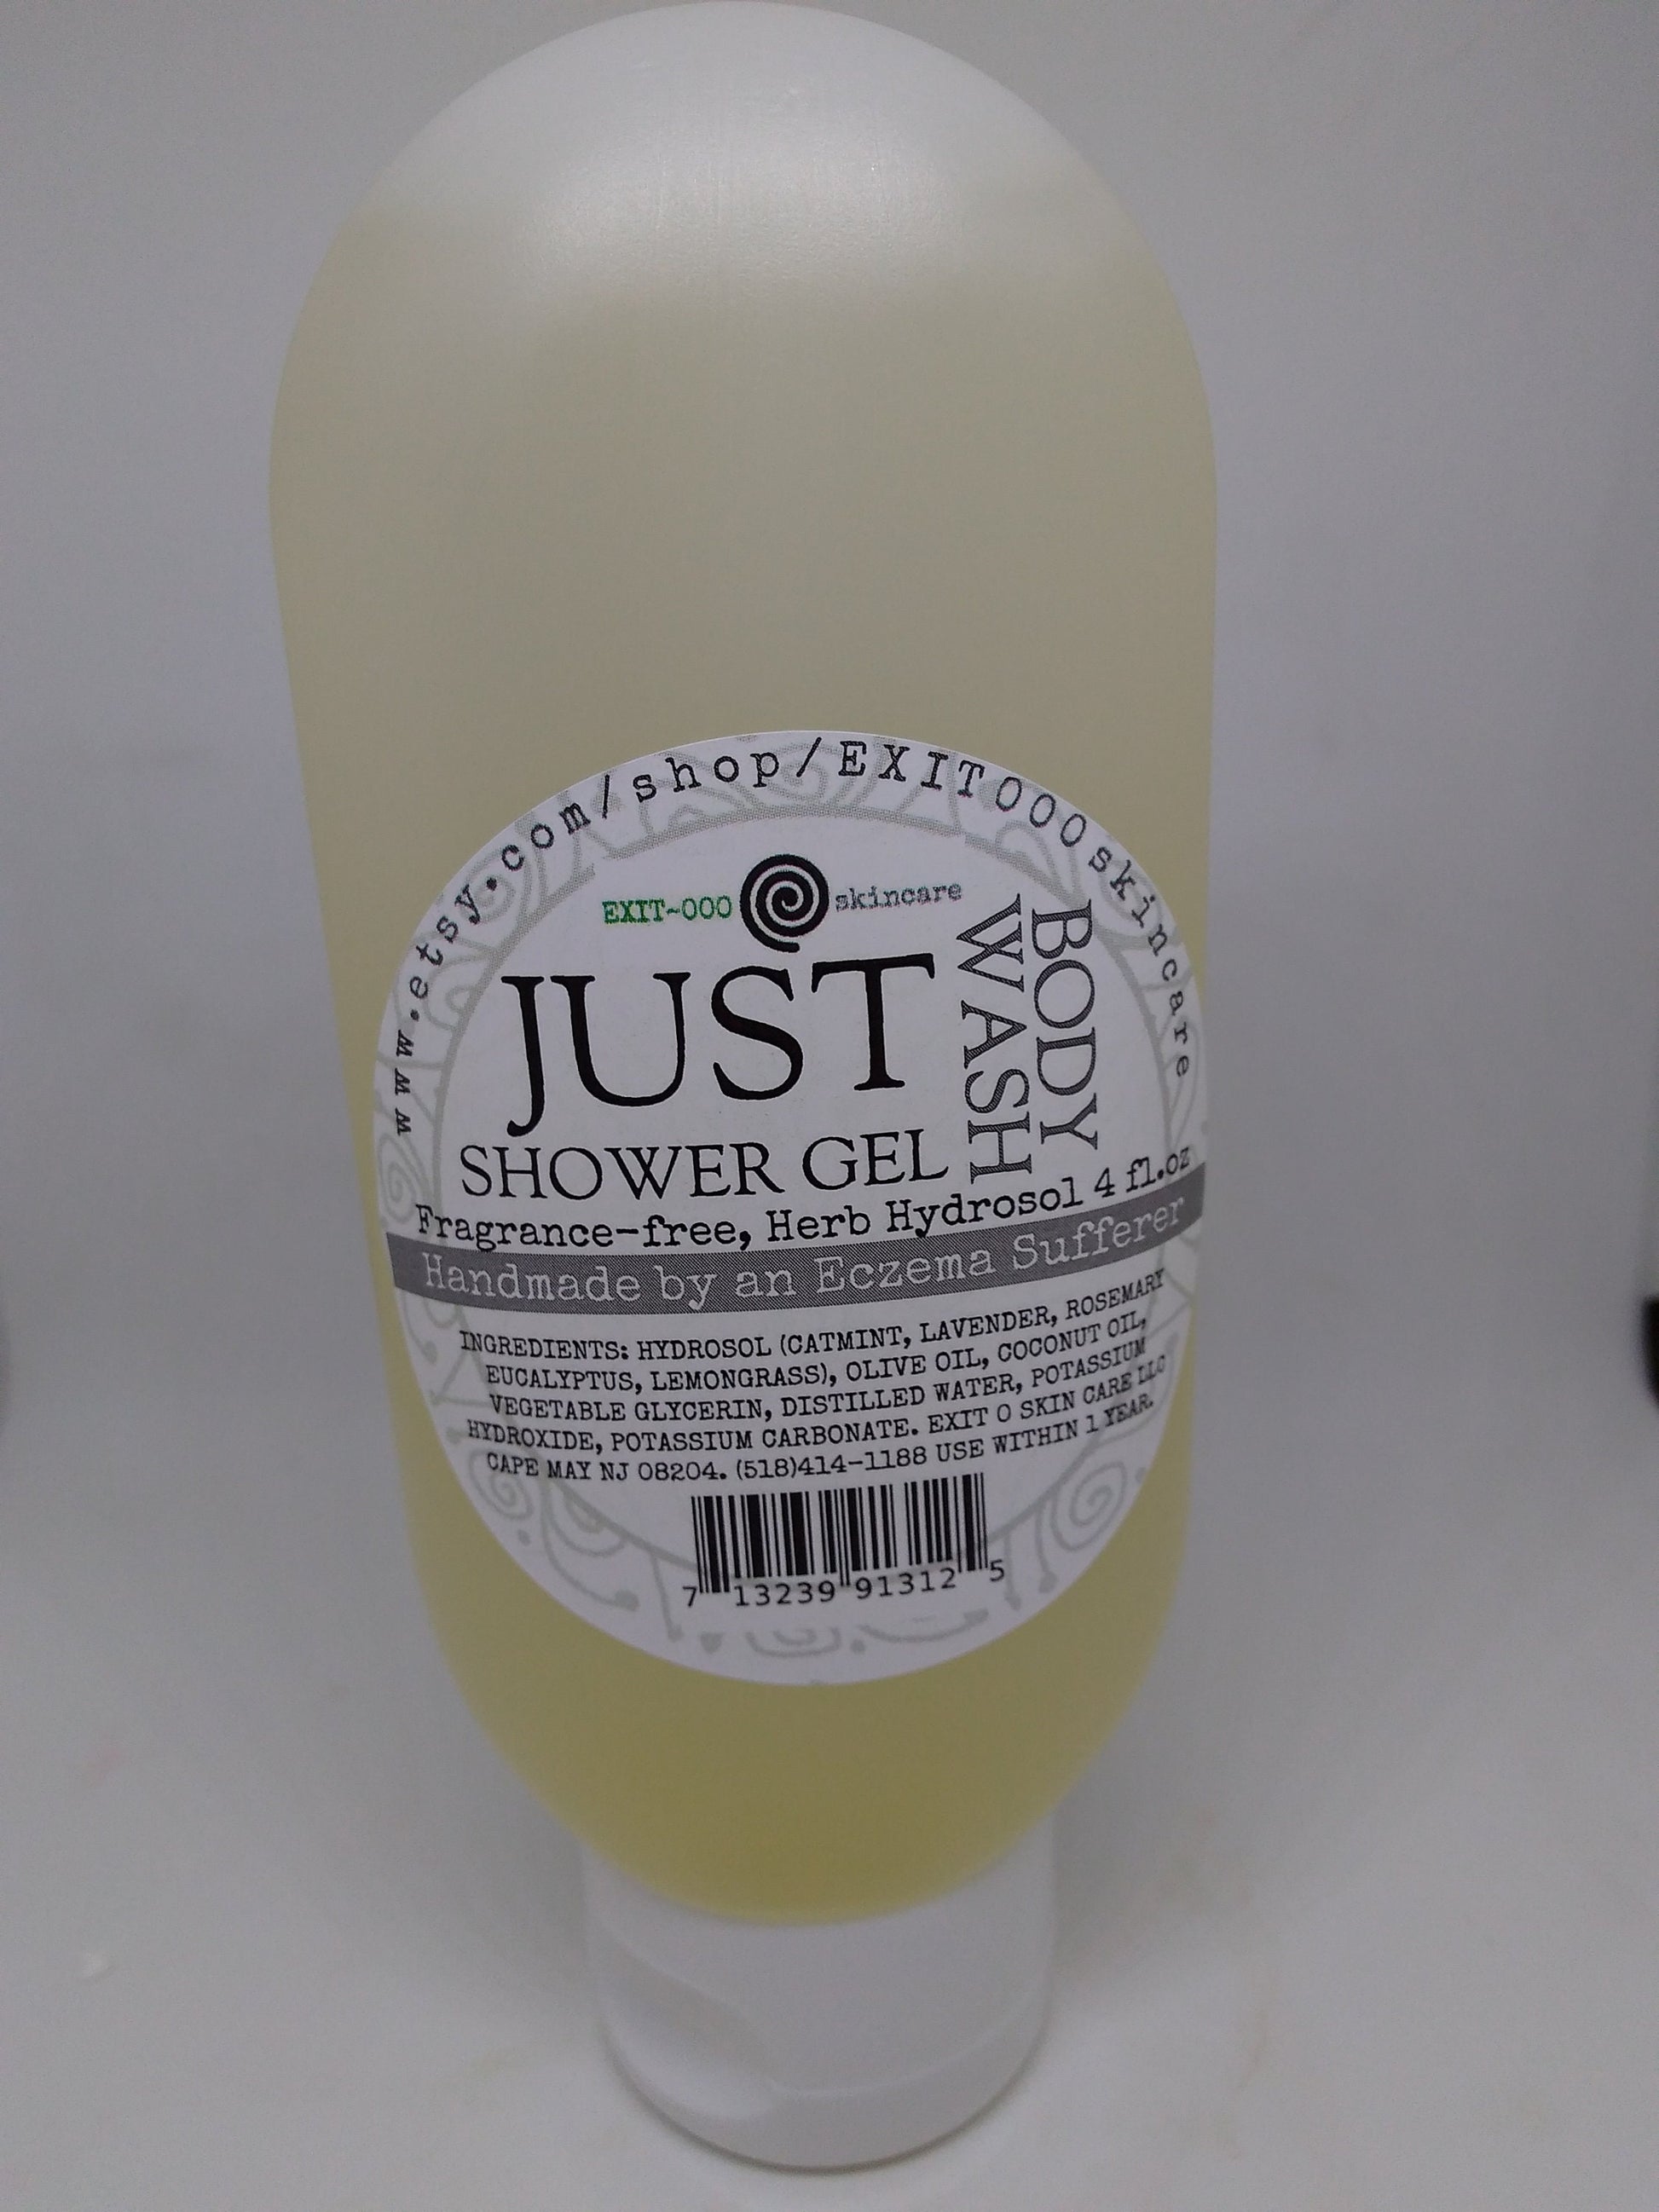 www.etsy.com/shop/EXIT000skincare
EXIT~000 skincare
JUST
BODY
WASH
SHOWER GEL
Fragrance-free, Herb Hydrosol 4 fl.oz
Handmade by an Eczema Sufferer
INGREDIENTS: HYDROSOL (CATMINT, LAVENDER, ROSEMARY
EUCALYPTUS, LEMONGRASS), OLIVE OIL, COCONUT OIL,
VEGETABLE GLYCERIN, DISTILLED WATER, POTASSIUM
HYDROXIDE, POTASSIUM CARBONATE. EXIT 0 SKIN CARE LLC
CAPE MAY NJ 08204. (518)414-1188 USE WITHIN 1 YEAR.
7 13239 91312 5